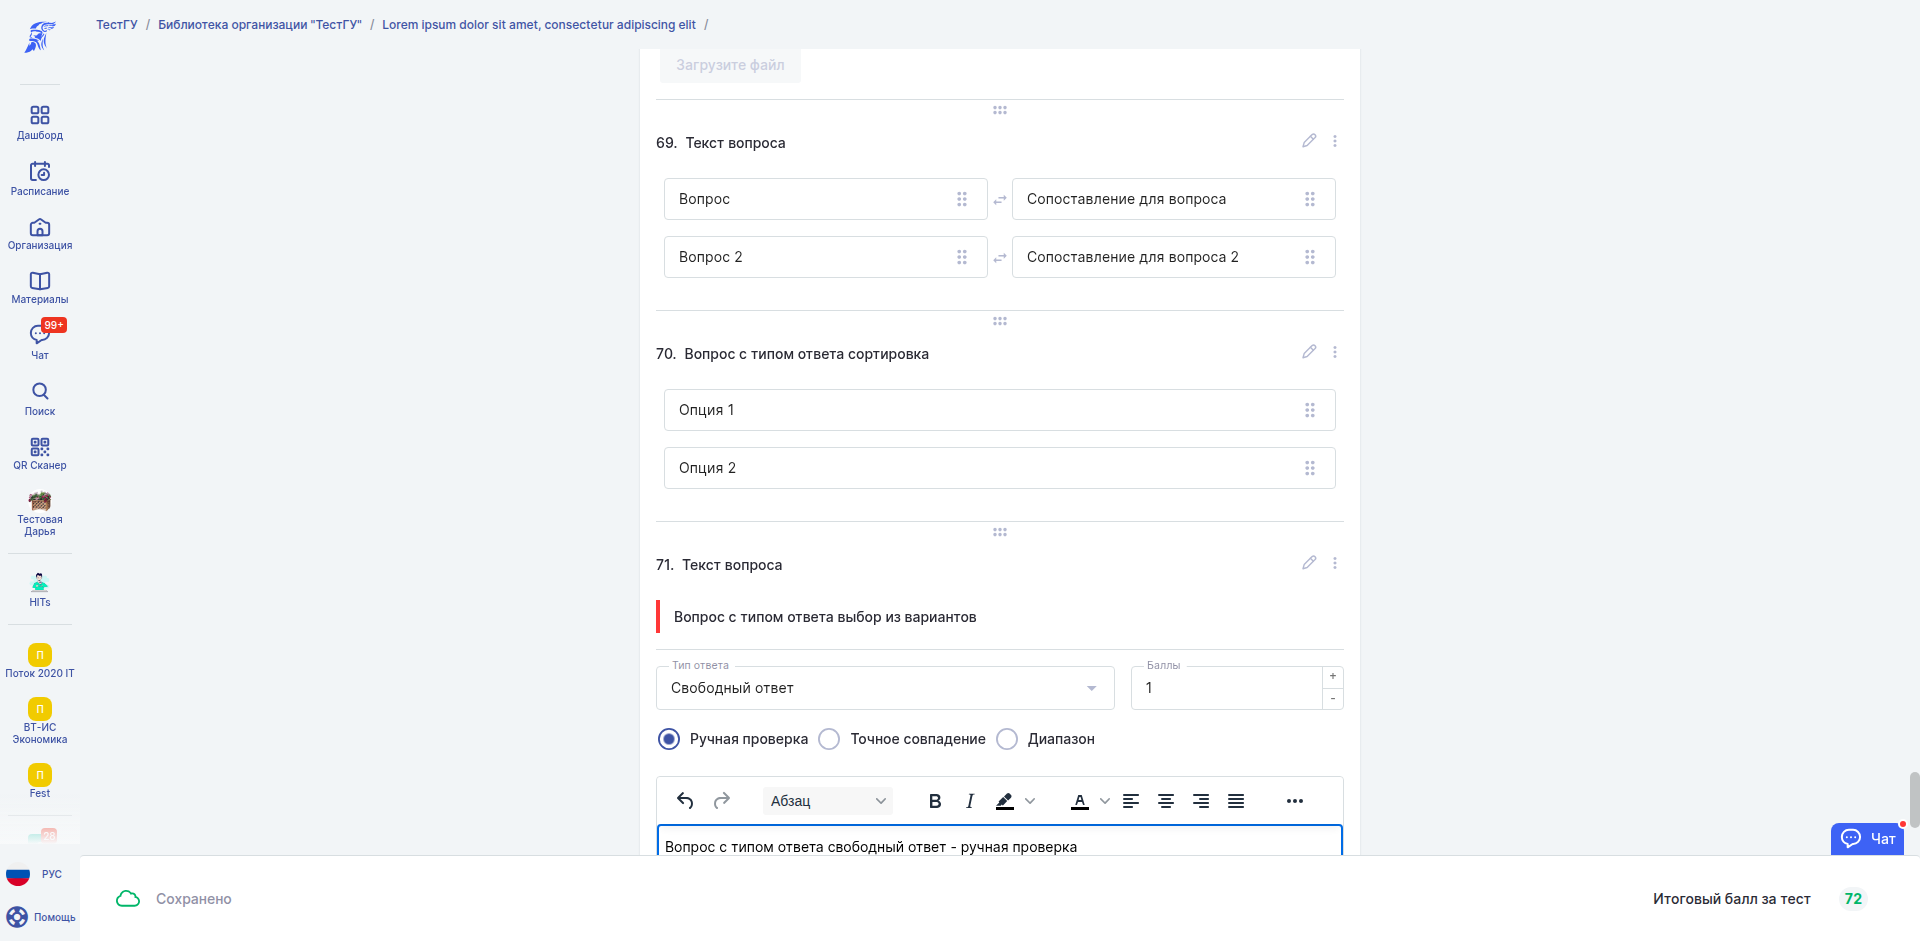 ТестГУ / Библиотека организации "ТестГУ" / Lorem ipsum dolor sit amet, consectetur adipiscing elit /
Дашборд
Расписание
Организация
Материалы
99+
Чат
Поиск
QR Сканер
Тестовая
Дарья
HITs
П
Поток 2020 IT
П
ВТ-ИС
Экономика
П
Fest
28
РУС
Помощь
Загрузите файл
69. Текст вопроса
Вопрос
Сопоставление для вопроса
Вопрос 2
Сопоставление для вопроса 2
70. Вопрос с типом ответа сортировка
Опция 1
Опция 2
71. Текст вопроса
Вопрос с типом ответа выбор из вариантов
Тип ответа
Свободный ответ
Баллы
1
+
-
Ручная проверка
Точное совпадение
Диапазон
Абзац
B I A
Вопрос с типом ответа свободный ответ - ручная проверка
Чат
Сохранено
Итоговый балл за тест 72